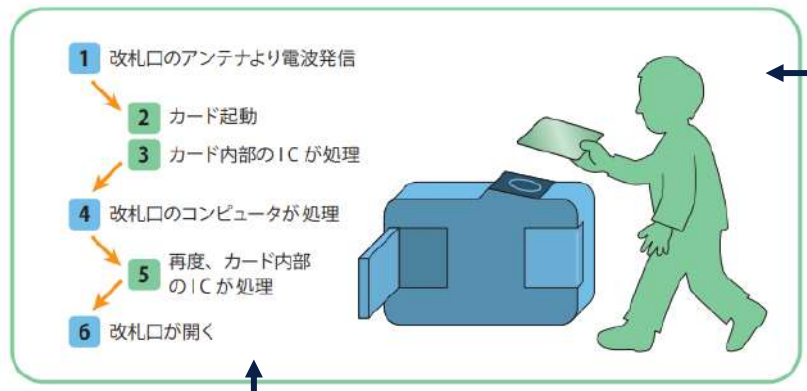 1 改札口のアンテナより電波発信
2 カード起動
3 カード内部のICが処理
4 改札口のコンピュータが処理
5 再度、カード内部
のICが処理
6 改札口が開く